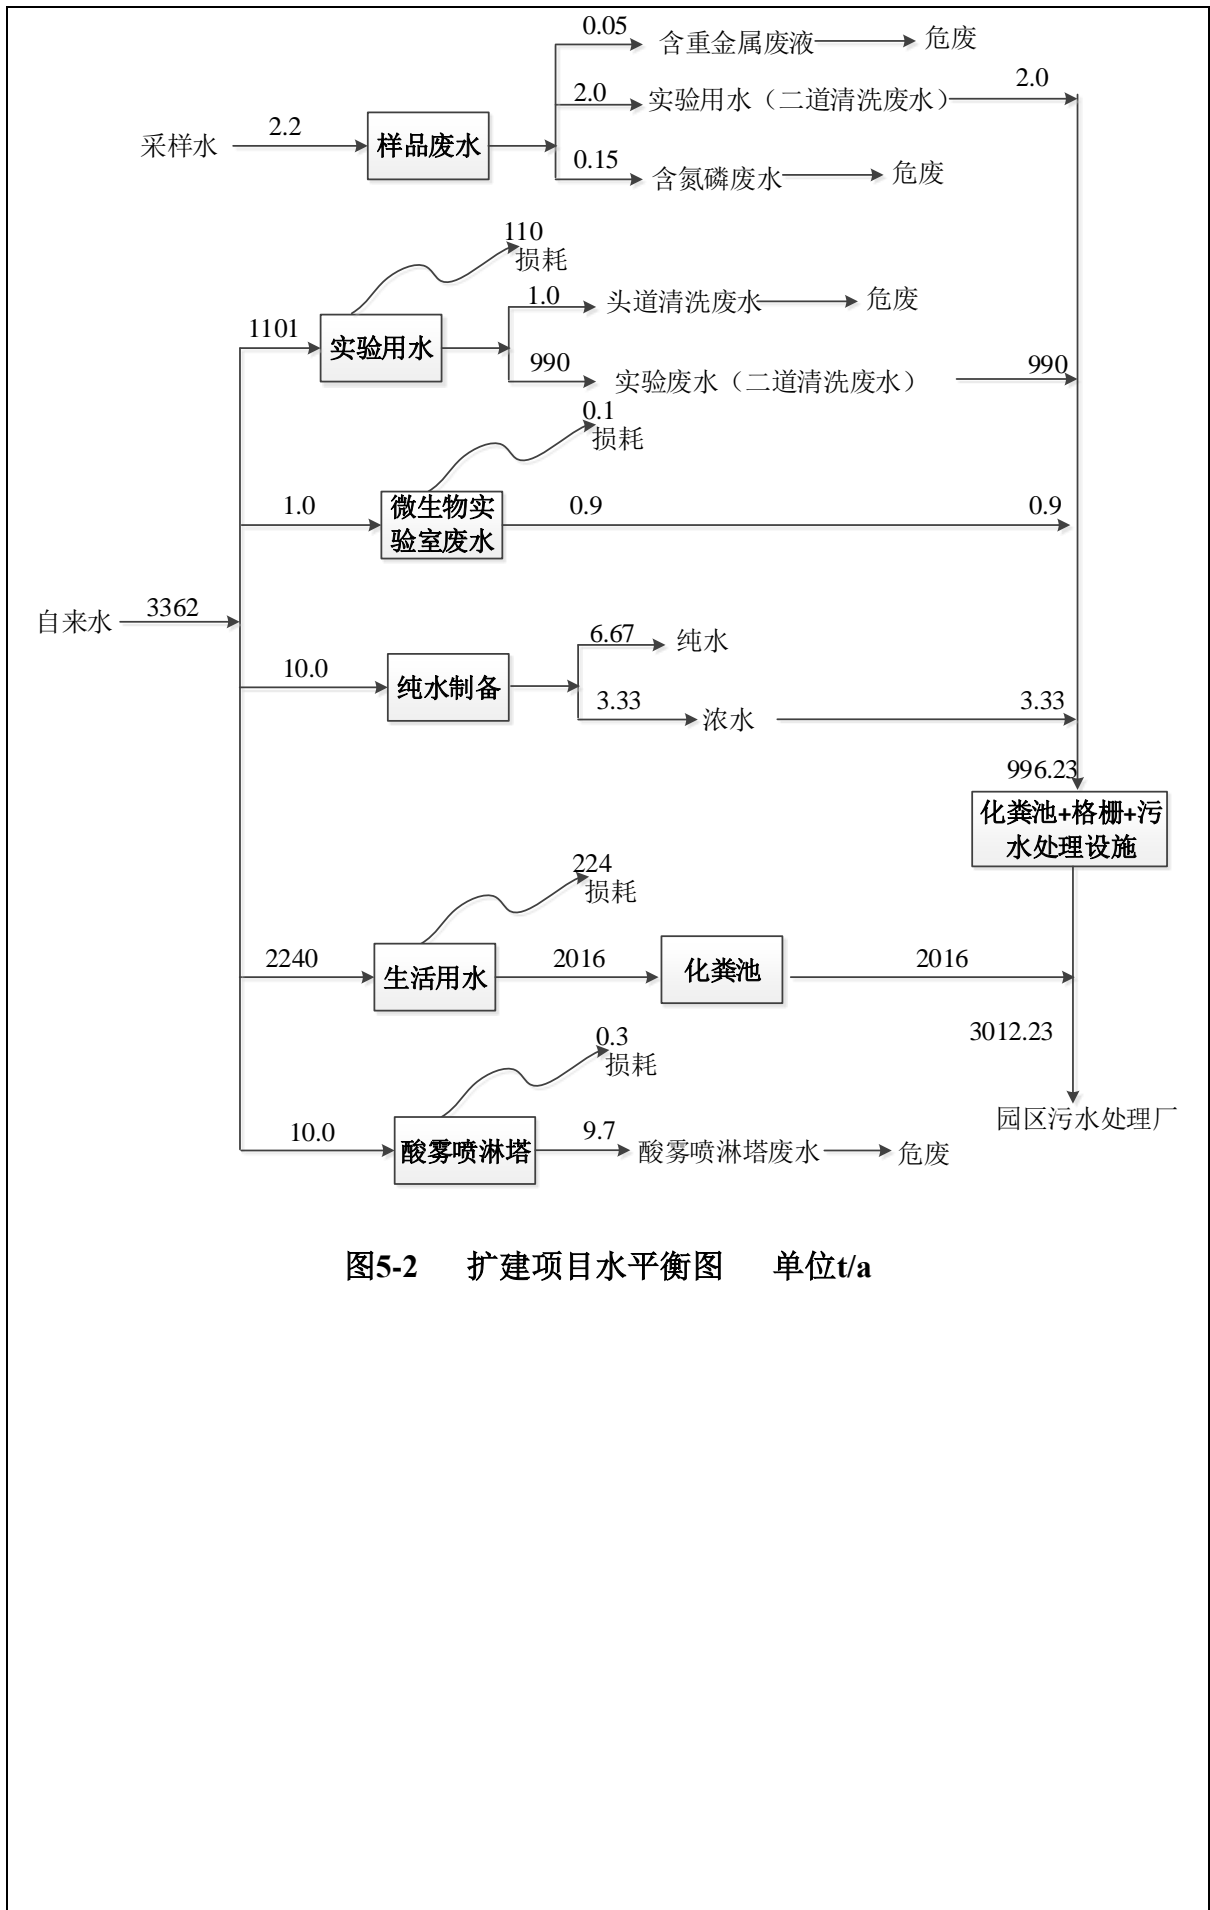 0.05
含重金属废液
危废
2.0
实验用水（二道清洗废水）
2.0
采样水
2.2
样品废水
0.15
含氮磷废水
危废
110
损耗
1101
实验用水
1.0
头道清洗废水
危废
990
实验废水（二道清洗废水）
990
0.1
损耗
1.0
微生物实
验室废水
0.9
0.9
自来水
3362
10.0
纯水制备
6.67
纯水
3.33
浓水
3.33
996.23
化粪池+格栅+污
水处理设施
224
损耗
2240
生活用水
2016
化粪池
2016
3012.23
0.3
损耗
10.0
酸雾喷淋塔
9.7
酸雾喷淋塔废水
危废
园区污水处理厂
图5-2 扩建项目水平衡图 单位t/a